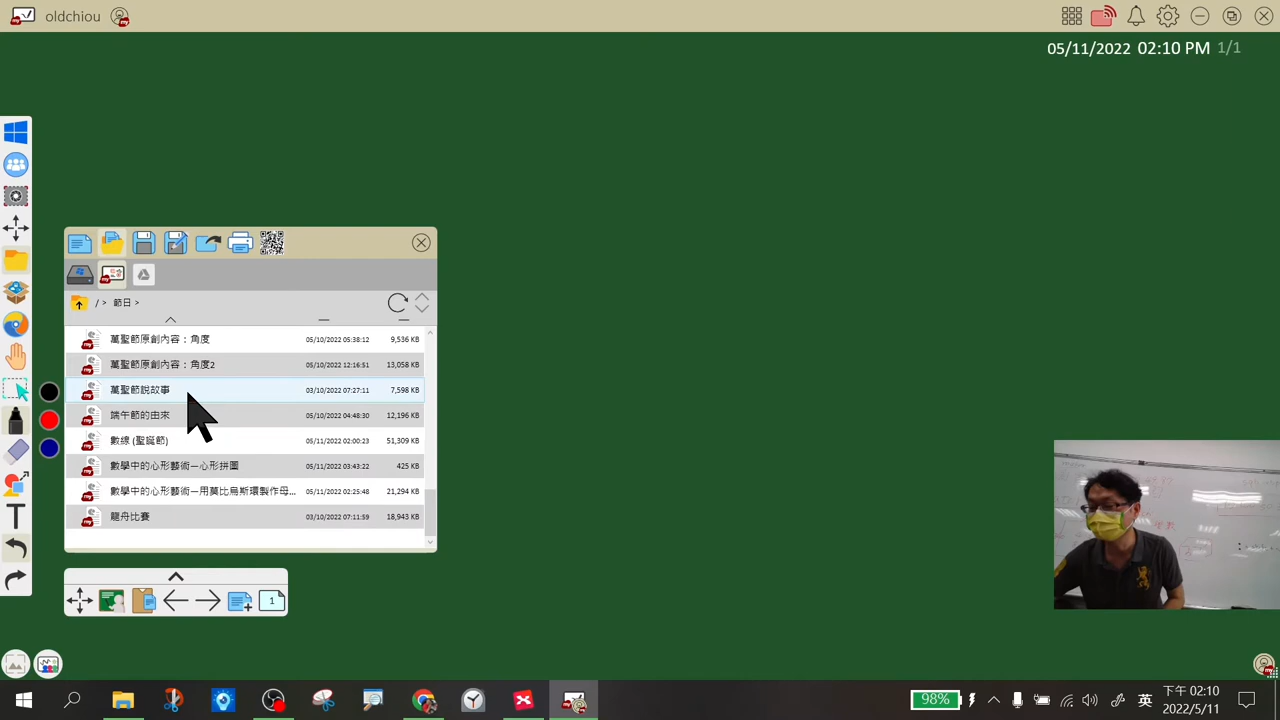 oldchiou
05/11/2022 02:10 PM 1/1
/ > 節日 >
萬聖節原創內容：角度 05/10/2022 05:38:12 9,536 KB
萬聖節原創內容：角度2 05/10/2022 12:16:51 13,058 KB
萬聖節說故事 03/10/2022 07:27:11 7,598 KB
端午節的由來 05/10/2022 04:48:30 12,196 KB
數線 (聖誕節) 05/11/2022 02:00:23 51,309 KB
數學中的心形藝術—心形拼圖 05/11/2022 03:43:22 425 KB
數學中的心形藝術—用莫比烏斯環製作母... 05/11/2022 02:25:48 21,294 KB
龍舟比賽 03/10/2022 07:11:59 18,943 KB
T
1
98%
英
下午 02:10
2022/5/11